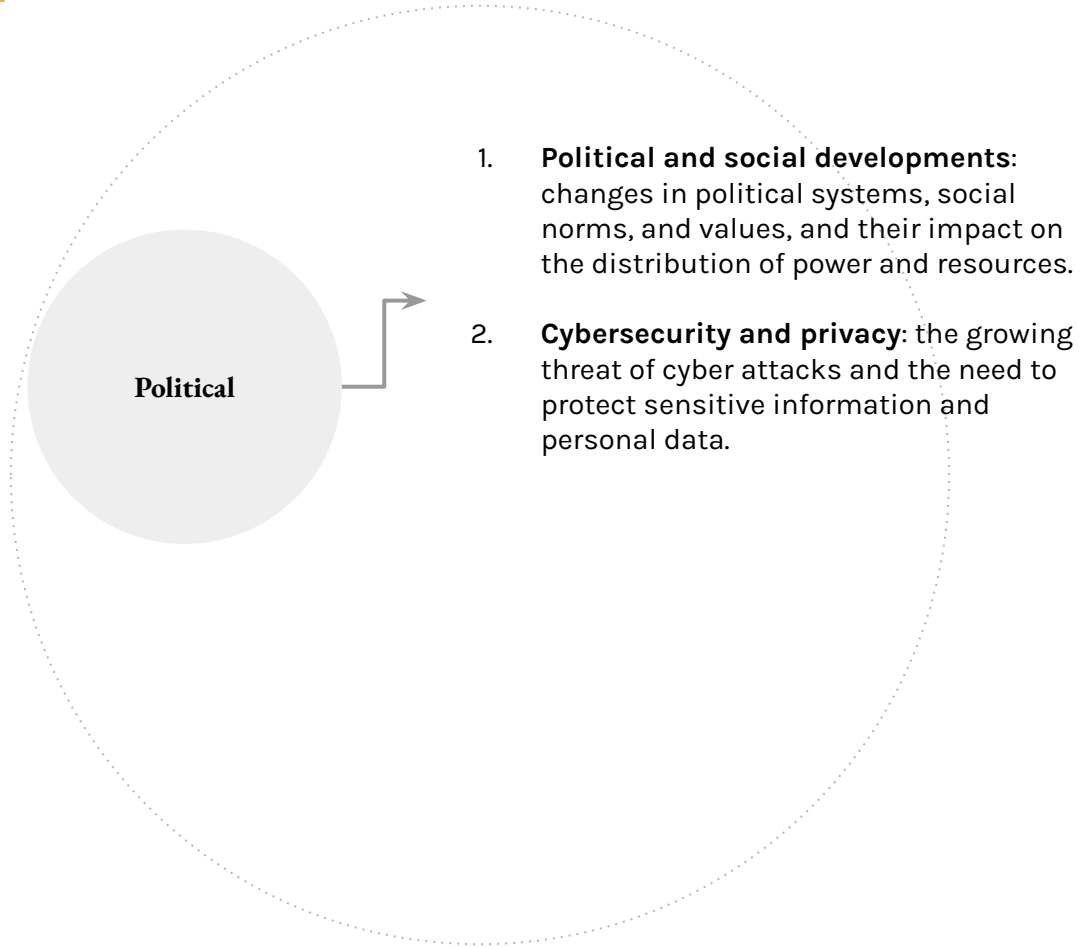 1. Political and social developments:
changes in political systems, social
norms, and values, and their impact on
the distribution of power and resources.
2. Cybersecurity and privacy: the growing
threat of cyber attacks and the need to
protect sensitive information and
personal data.
Political